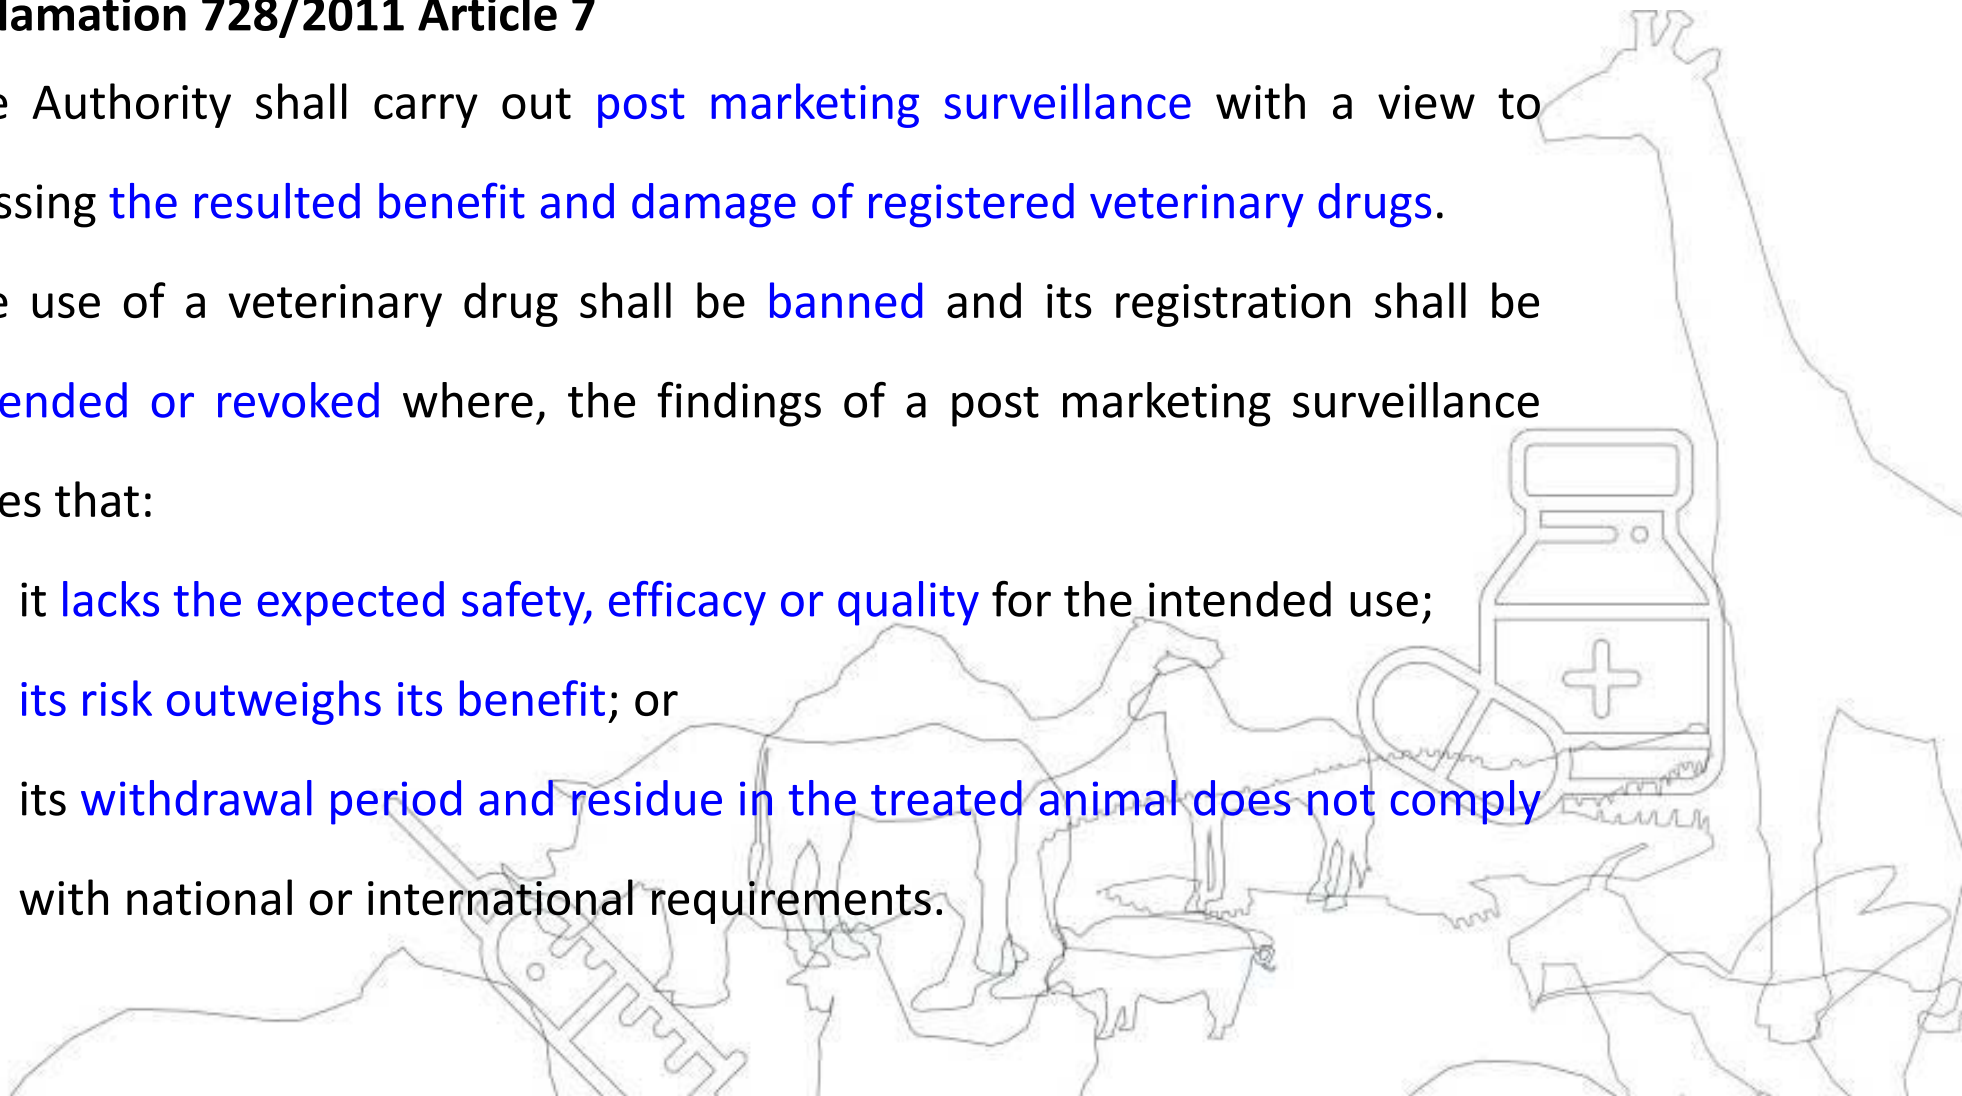 lamation 728/2011 Article 7
e Authority shall carry out post marketing surveillance with a view to
ssing the resulted benefit and damage of registered veterinary drugs.
e use of a veterinary drug shall be banned and its registration shall be
ended or revoked where, the findings of a post marketing surveillance
es that:
it lacks the expected safety, efficacy or quality for the intended use;
its risk outweighs its benefit; or
its withdrawal period and residue in the treated animal does not comply
with national or international requirements.